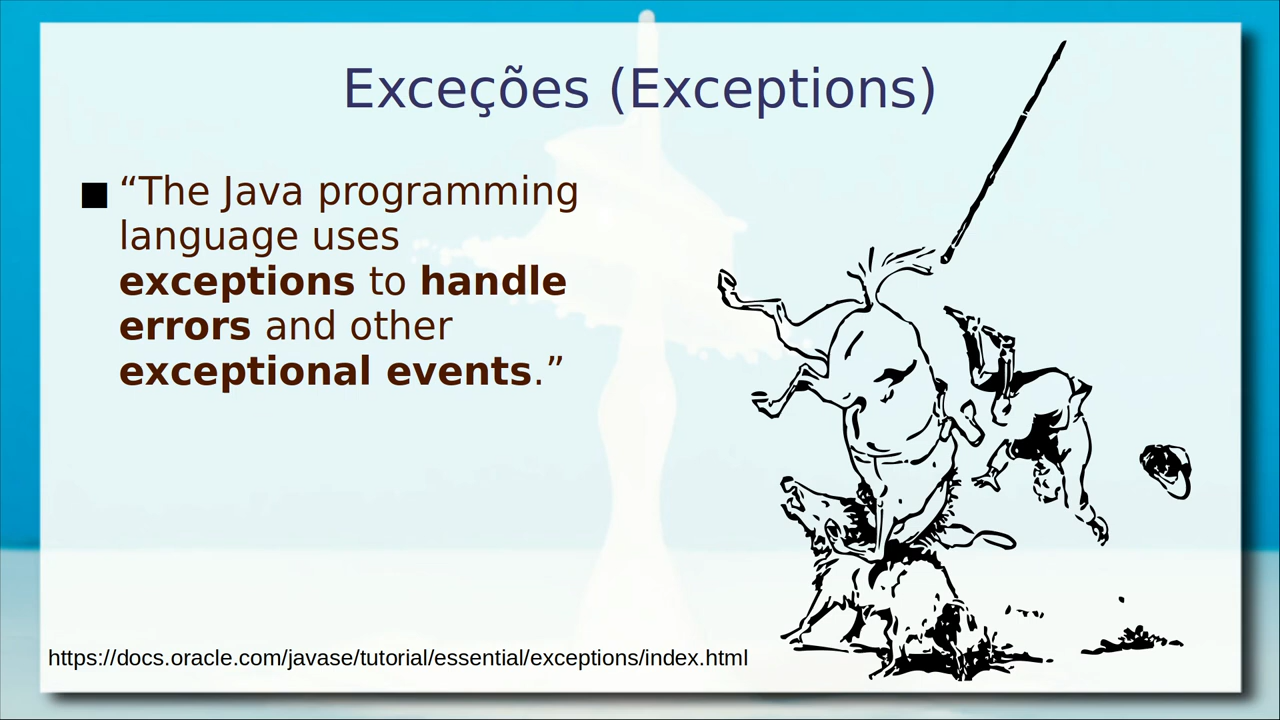 Exceções (Exceptions)
“The Java programming
language uses
exceptions to handle
errors and other
exceptional events.”
https://docs.oracle.com/javase/tutorial/essential/exceptions/index.html